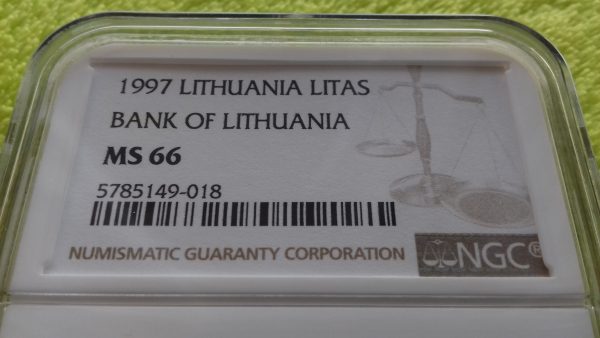 1997 LITHUANIA LITAS
BANK OF LITHUANIA
MS 66
5785149-018
NUMISMATIC GUARANTY CORPORATION
NGC®